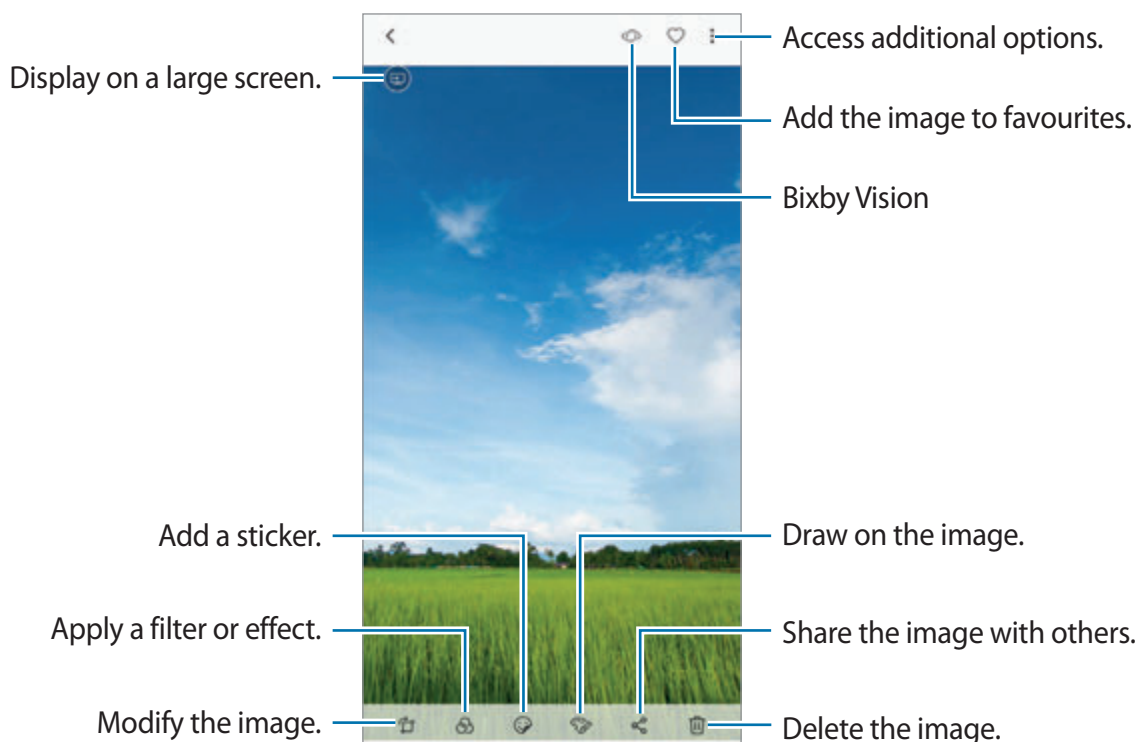 Access additional options.
Display on a large screen.
Add the image to favourites.
Bixby Vision
Add a sticker.
Draw on the image.
Apply a filter or effect.
Share the image with others.
Modify the image.
Delete the image.